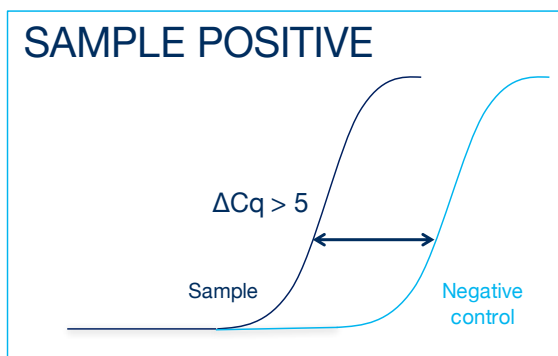 SAMPLE POSITIVE
ΔCq > 5
Sample
Negative
control